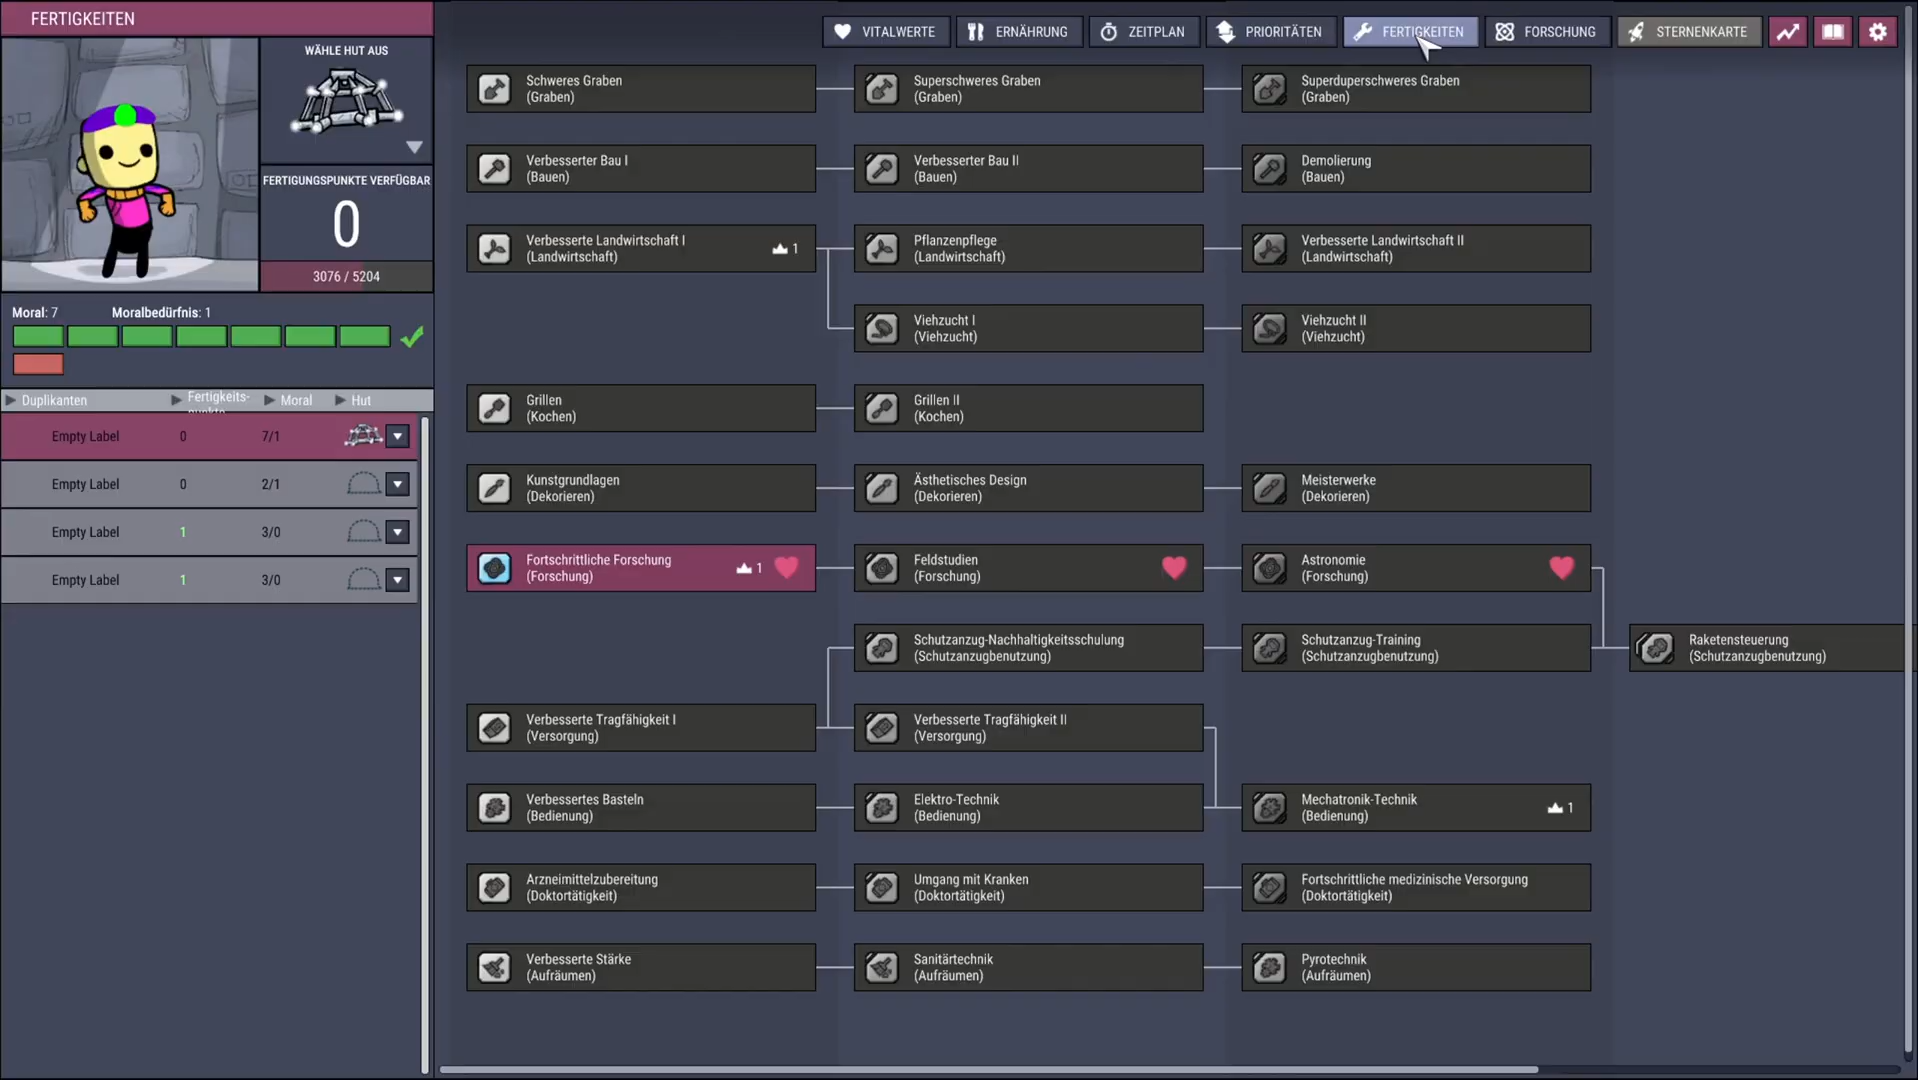 FERTIGKEITEN
VITALWERTE
ERNÄHRUNG
ZEITPLAN
PRIORITÄTEN
FERTIGKEITEN
FORSCHUNG
STERNENKARTE
WÄHLE HUT AUS
FERTIGUNGSPUNKTE VERFÜGBAR
0
3076 / 5204
Moral: 7
Moralbedürfnis: 1
Duplikanten
Fertigkeits-
punkte
Moral
Hut
Empty Label 0 7/1
Empty Label 0 2/1
Empty Label 1 3/0
Empty Label 1 3/0
Schweres Graben
(Graben)
Superschweres Graben
(Graben)
Superduperschweres Graben
(Graben)
Verbesserter Bau I
(Bauen)
Verbesserter Bau II
(Bauen)
Demolierung
(Bauen)
Verbesserte Landwirtschaft I
(Landwirtschaft)
1
Pflanzenpflege
(Landwirtschaft)
Verbesserte Landwirtschaft II
(Landwirtschaft)
Viehzucht I
(Viehzucht)
Viehzucht II
(Viehzucht)
Grillen
(Kochen)
Grillen II
(Kochen)
Kunstgrundlagen
(Dekorieren)
Ästhetisches Design
(Dekorieren)
Meisterwerke
(Dekorieren)
Fortschrittliche Forschung
(Forschung)
1
Feldstudien
(Forschung)
Astronomie
(Forschung)
Schutzanzug-Nachhaltigkeitsschulung
(Schutzanzugbenutzung)
Schutzanzug-Training
(Schutzanzugbenutzung)
Raketensteuerung
(Schutzanzugbenutzung)
Verbesserte Tragfähigkeit I
(Versorgung)
Verbesserte Tragfähigkeit II
(Versorgung)
Verbessertes Basteln
(Bedienung)
Elektro-Technik
(Bedienung)
Mechatronik-Technik
(Bedienung)
1
Arzneimittelzubereitung
(Doktortätigkeit)
Umgang mit Kranken
(Doktortätigkeit)
Fortschrittliche medizinische Versorgung
(Doktortätigkeit)
Verbesserte Stärke
(Aufräumen)
Sanitärtechnik
(Aufräumen)
Pyrotechnik
(Aufräumen)